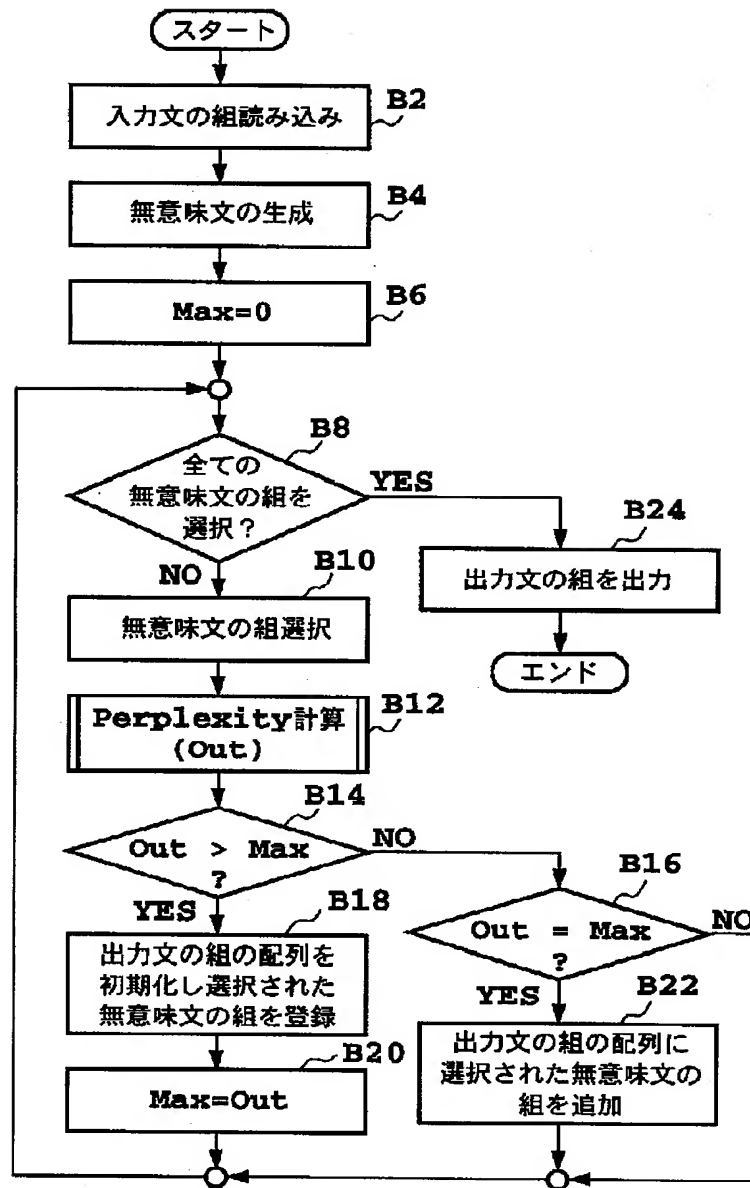 スタート
B2
入力文の組読み込み
B4
無意味文の生成
B6
Max=0
B8
全ての
無意味文の組を
選択？
YES
NO
B24
出力文の組を出力
エンド
B10
無意味文の組選択
B12
Perplexity計算
(Out)
B14
Out > Max
?
NO
YES
B16
Out = Max
?
NO
YES
B18
出力文の組の配列を
初期化し選択された
無意味文の組を登録
B22
出力文の組の配列に
選択された無意味文の
組を追加
B20
Max=Out